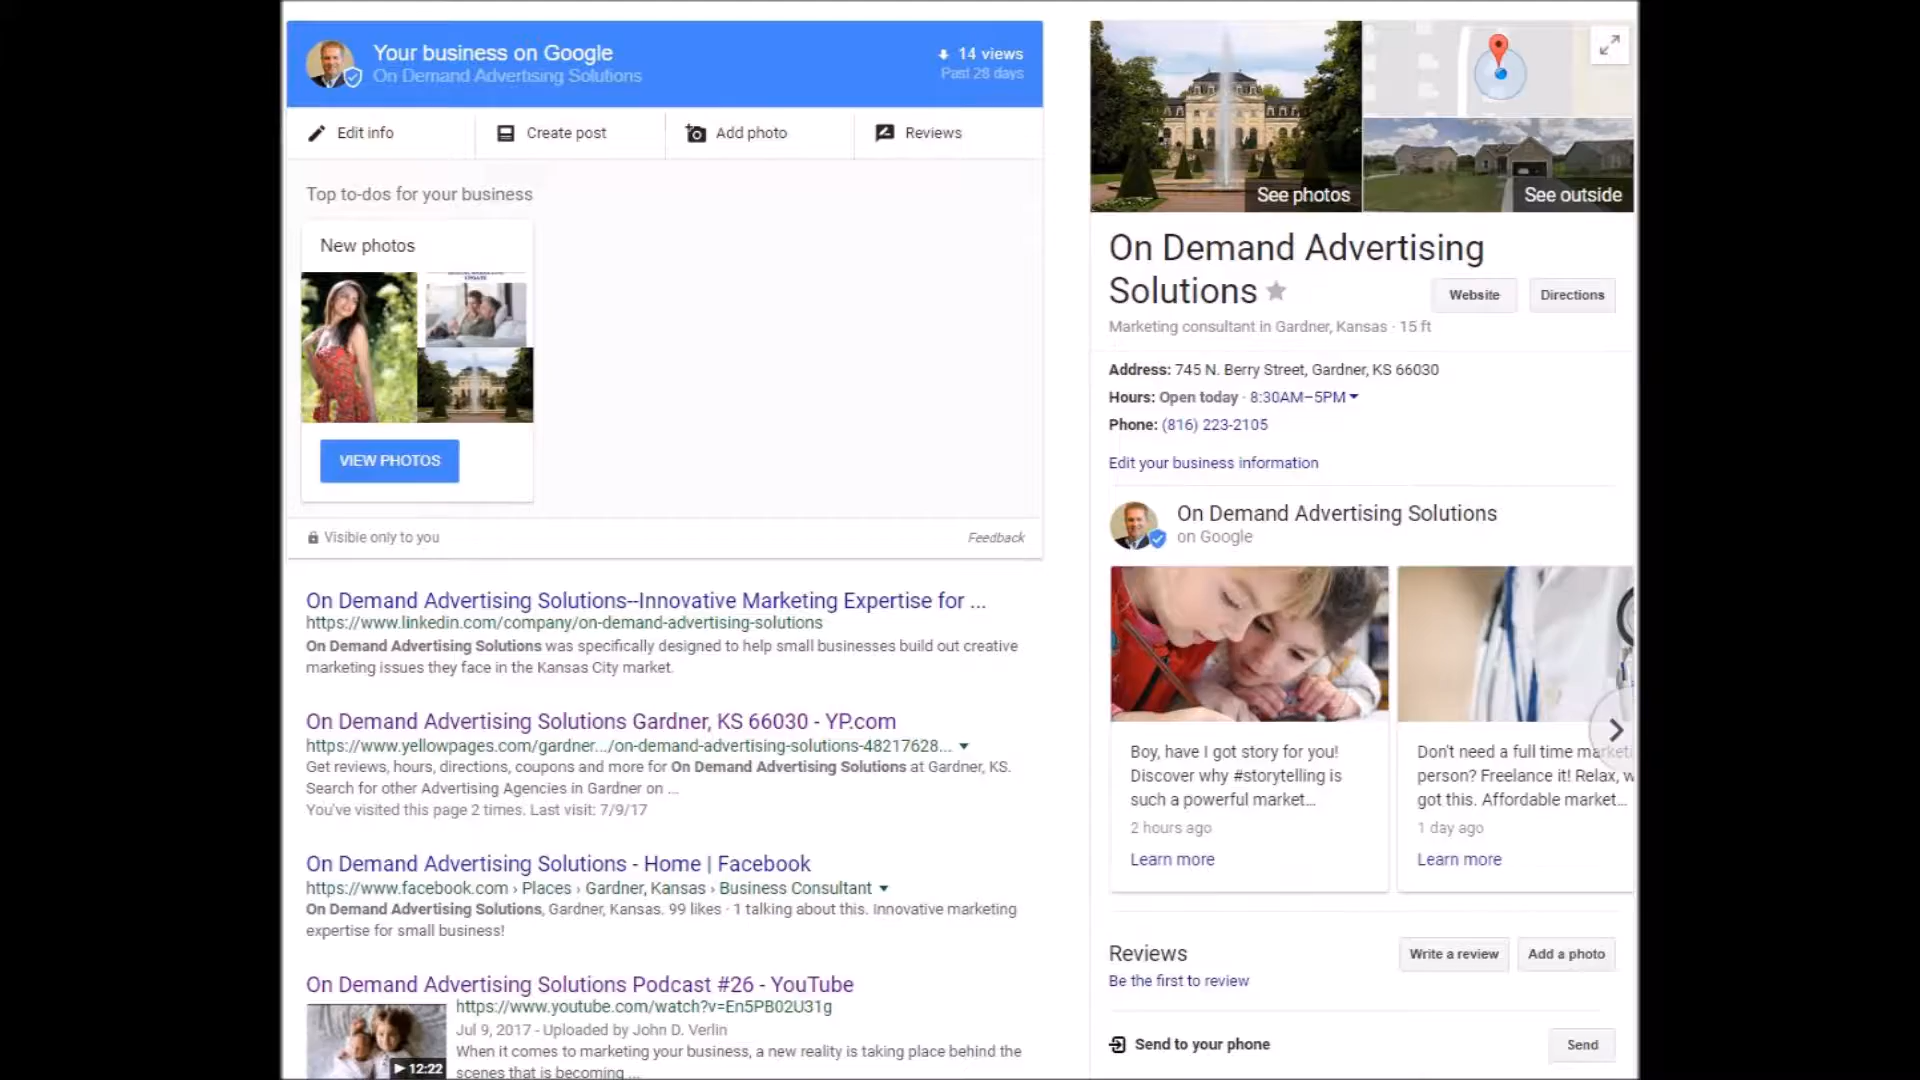 Your business on Google
On Demand Advertising Solutions
14 views
Past 28 days
Edit info
Create post
Add photo
Reviews
Top to-dos for your business
New photos
UPDATE
VIEW PHOTOS
Visible only to you
Feedback
On Demand Advertising Solutions--Innovative Marketing Expertise for ...
https://www.linkedin.com/company/on-demand-advertising-solutions
On Demand Advertising Solutions was specifically designed to help small businesses build out creative
marketing issues they face in the Kansas City market.
On Demand Advertising Solutions Gardner, KS 66030 - YP.com
https://www.yellowpages.com/gardner.../on-demand-advertising-solutions-48217628...
Get reviews, hours, directions, coupons and more for On Demand Advertising Solutions at Gardner, KS.
Search for other Advertising Agencies in Gardner on ...
You've visited this page 2 times. Last visit: 7/9/17
On Demand Advertising Solutions - Home | Facebook
https://www.facebook.com › Places › Gardner, Kansas › Business Consultant
On Demand Advertising Solutions, Gardner, Kansas. 99 likes · 1 talking about this. Innovative marketing
expertise for small business!
On Demand Advertising Solutions Podcast #26 - YouTube
https://www.youtube.com/watch?v=En5PB02U31g
Jul 9, 2017 - Uploaded by John D. Verlin
When it comes to marketing your business, a new reality is taking place behind the
scenes that is becoming ...
12:22
See photos
See outside
On Demand Advertising
Solutions
Website
Directions
Marketing consultant in Gardner, Kansas · 15 ft
Address: 745 N. Berry Street, Gardner, KS 66030
Hours: Open today · 8:30AM–5PM
Phone: (816) 223-2105
Edit your business information
On Demand Advertising Solutions
on Google
Boy, have I got story for you!
Discover why #storytelling is
such a powerful market...
2 hours ago
Learn more
Don't need a full time marketi
person? Freelance it! Relax, w
got this. Affordable market...
1 day ago
Learn more
Reviews
Write a review
Add a photo
Be the first to review
Send to your phone
Send